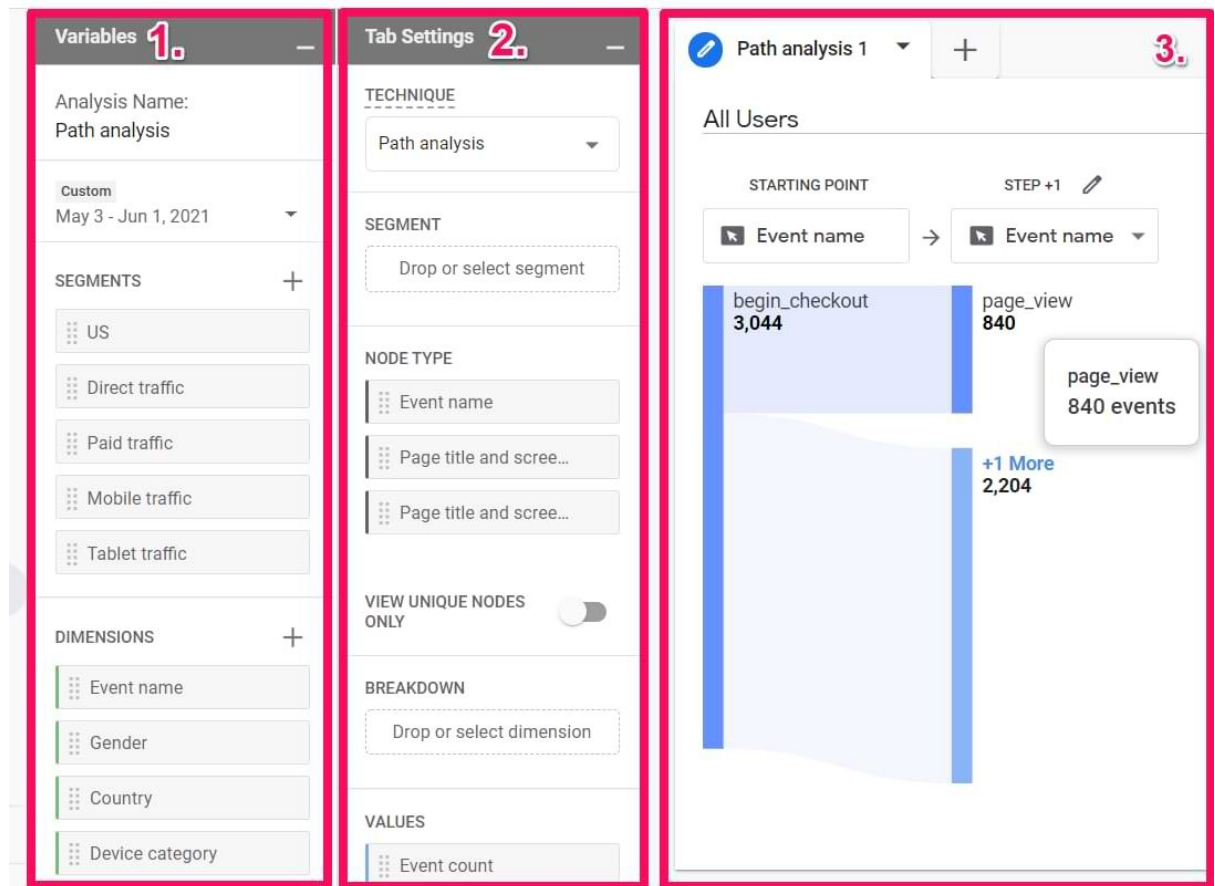 Variables 1.
Analysis Name:
Path analysis
Custom
May 3 - Jun 1, 2021
SEGMENTS
US
Direct traffic
Paid traffic
Mobile traffic
Tablet traffic
DIMENSIONS
Event name
Gender
Country
Device category
Tab Settings 2.
TECHNIQUE
Path analysis
SEGMENT
Drop or select segment
NODE TYPE
Event name
Page title and scree...
Page title and scree...
VIEW UNIQUE NODES
ONLY
BREAKDOWN
Drop or select dimension
VALUES
Event count
Path analysis 1 3.
All Users
STARTING POINT STEP +1
Event name Event name
begin_checkout
3,044
page_view
840
page_view
840 events
+1 More
2,204